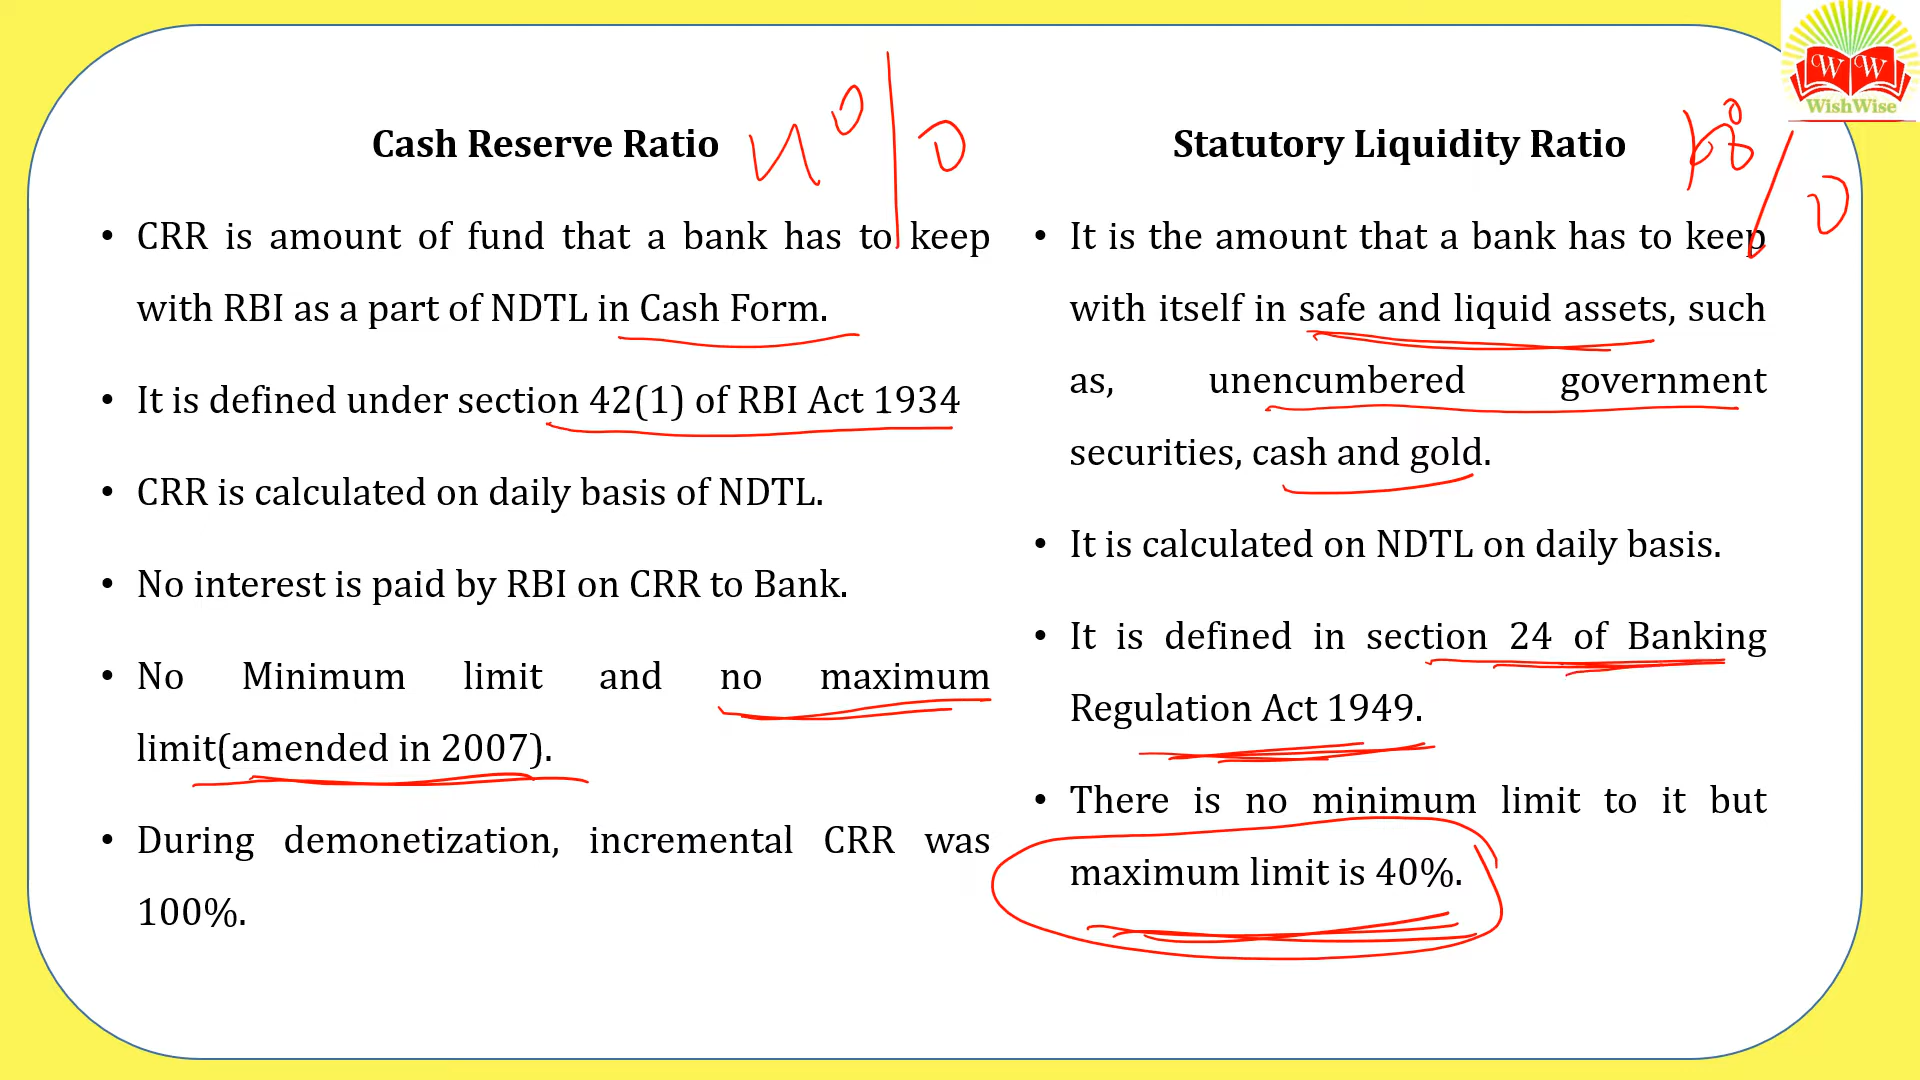 W W
WishWise
Cash Reserve Ratio 4%
• CRR is amount of fund that a bank has to keep
with RBI as a part of NDTL in Cash Form.
• It is defined under section 42(1) of RBI Act 1934
• CRR is calculated on daily basis of NDTL.
• No interest is paid by RBI on CRR to Bank.
• No Minimum limit and no maximum
limit(amended in 2007).
• During demonetization, incremental CRR was
100%.
Statutory Liquidity Ratio
• It is the amount that a bank has to keep
with itself in safe and liquid assets, such
as, unencumbered government
securities, cash and gold.
• It is calculated on NDTL on daily basis.
• It is defined in section 24 of Banking
Regulation Act 1949.
• There is no minimum limit to it but
maximum limit is 40%.